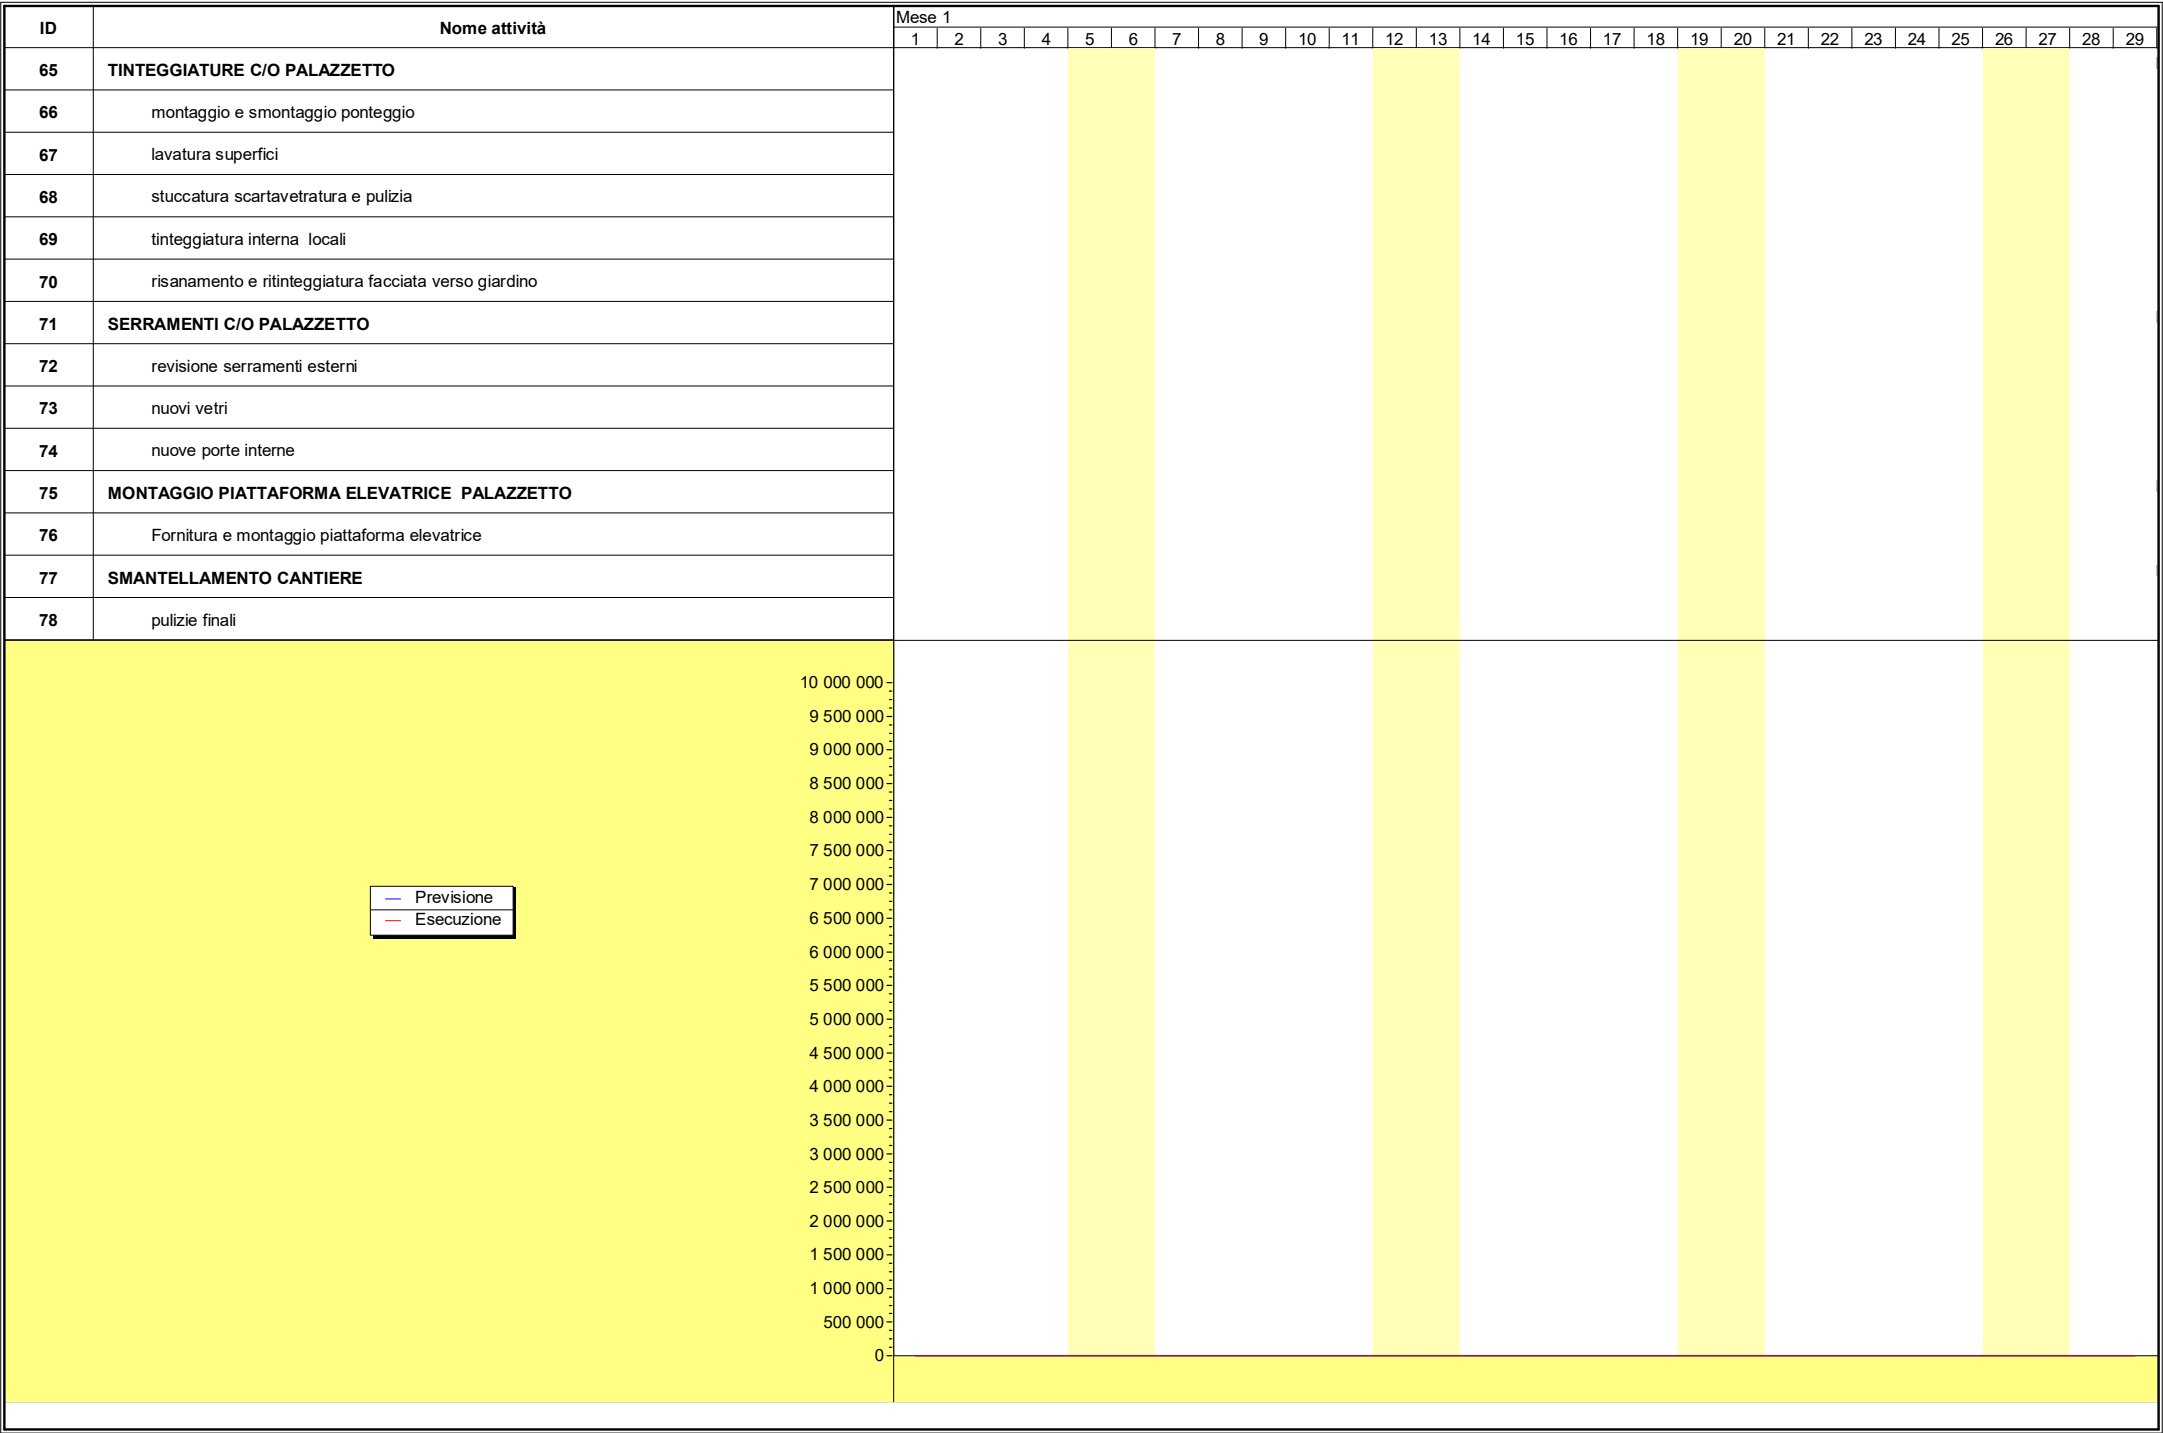 ID Nome attività Mese 1
1 2 3 4 5 6 7 8 9 10 11 12 13 14 15 16 17 18 19 20 21 22 23 24 25 26 27 28 29
65 TINTEGGIATURE C/O PALAZZETTO
66 montaggio e smontaggio ponteggio
67 lavatura superfici
68 stuccatura scartavetratura e pulizia
69 tinteggiatura interna  locali
70 risanamento e ritinteggiatura facciata verso giardino
71 SERRAMENTI C/O PALAZZETTO
72 revisione serramenti esterni
73 nuovi vetri
74 nuove porte interne
75 MONTAGGIO PIATTAFORMA ELEVATRICE  PALAZZETTO
76 Fornitura e montaggio piattaforma elevatrice
77 SMANTELLAMENTO CANTIERE
78 pulizie finali
10 000 000
9 500 000
9 000 000
8 500 000
8 000 000
7 500 000
7 000 000
Previsione
Esecuzione
6 500 000
6 000 000
5 500 000
5 000 000
4 500 000
4 000 000
3 500 000
3 000 000
2 500 000
2 000 000
1 500 000
1 000 000
500 000
0